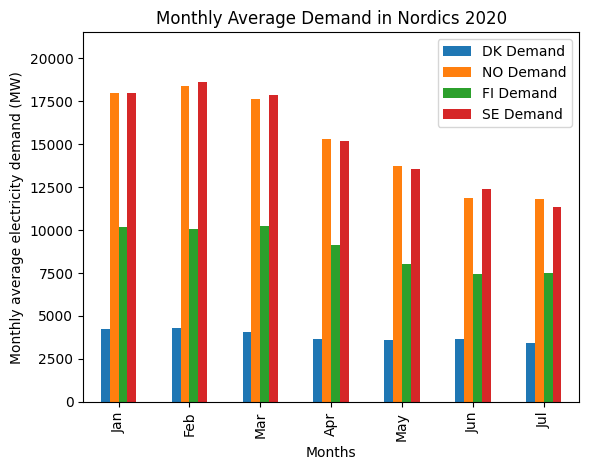 Monthly Average Demand in Nordics 2020
DK Demand
NO Demand
FI Demand
SE Demand
Monthly average electricity demand (MW)
20000
17500
15000
12500
10000
7500
5000
2500
0
Jan
Feb
Mar
Apr
May
Jun
Jul
Months